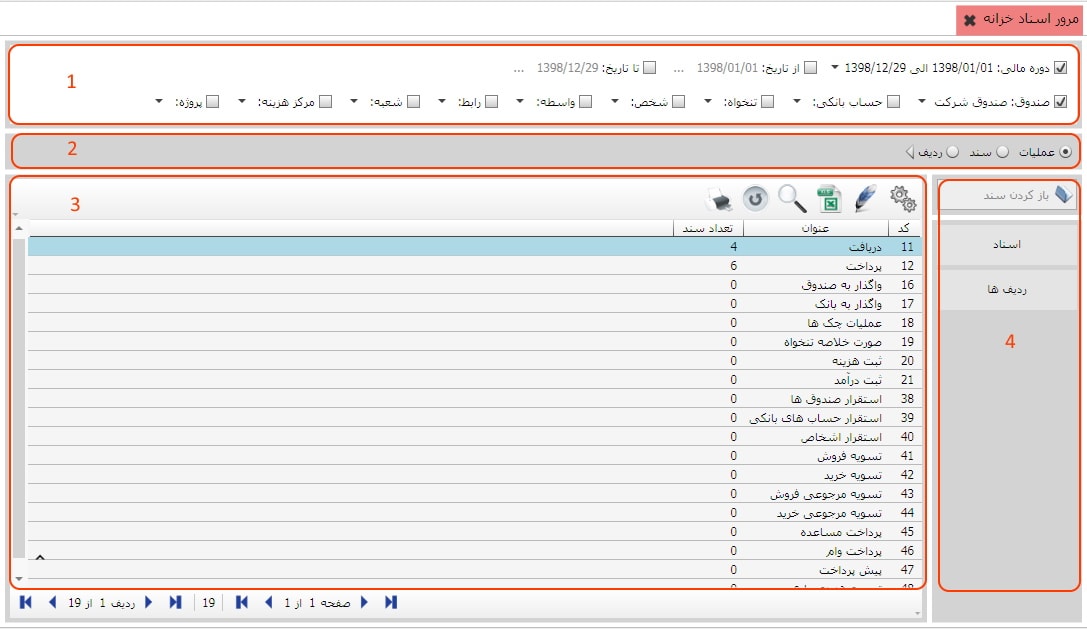 مرور اسناد خزانه
دوره مالی: 1398/01/01 الی 1398/12/29 از تاریخ: 1398/01/01 ... تا تاریخ: 1398/12/29 ...
1
صندوق: صندوق شرکت حساب بانکی: تنخواه: شخص: واسطه: رابط: شعبه: مرکز هزینه: پروژه:
عملیات سند ردیف
2
باز کردن سند
اسناد
ردیف ها
4
3
کد عنوان تعداد سند
11 دریافت 4
12 پرداخت 6
16 واگذار به صندوق 0
17 واگذار به بانک 0
18 عملیات چک ها 0
19 صورت خلاصه تنخواه 0
20 ثبت هزینه 0
21 ثبت درآمد 0
38 استقرار صندوق ها 0
39 استقرار حساب های بانکی 0
40 استقرار اشخاص 0
41 تسویه فروش 0
42 تسویه خرید 0
43 تسویه مرجوعی فروش 0
44 تسویه مرجوعی خرید 0
45 پرداخت مساعده 0
46 پرداخت وام 0
47 پیش پرداخت 0
صفحه 1 از 1 19 ردیف 1 از 19